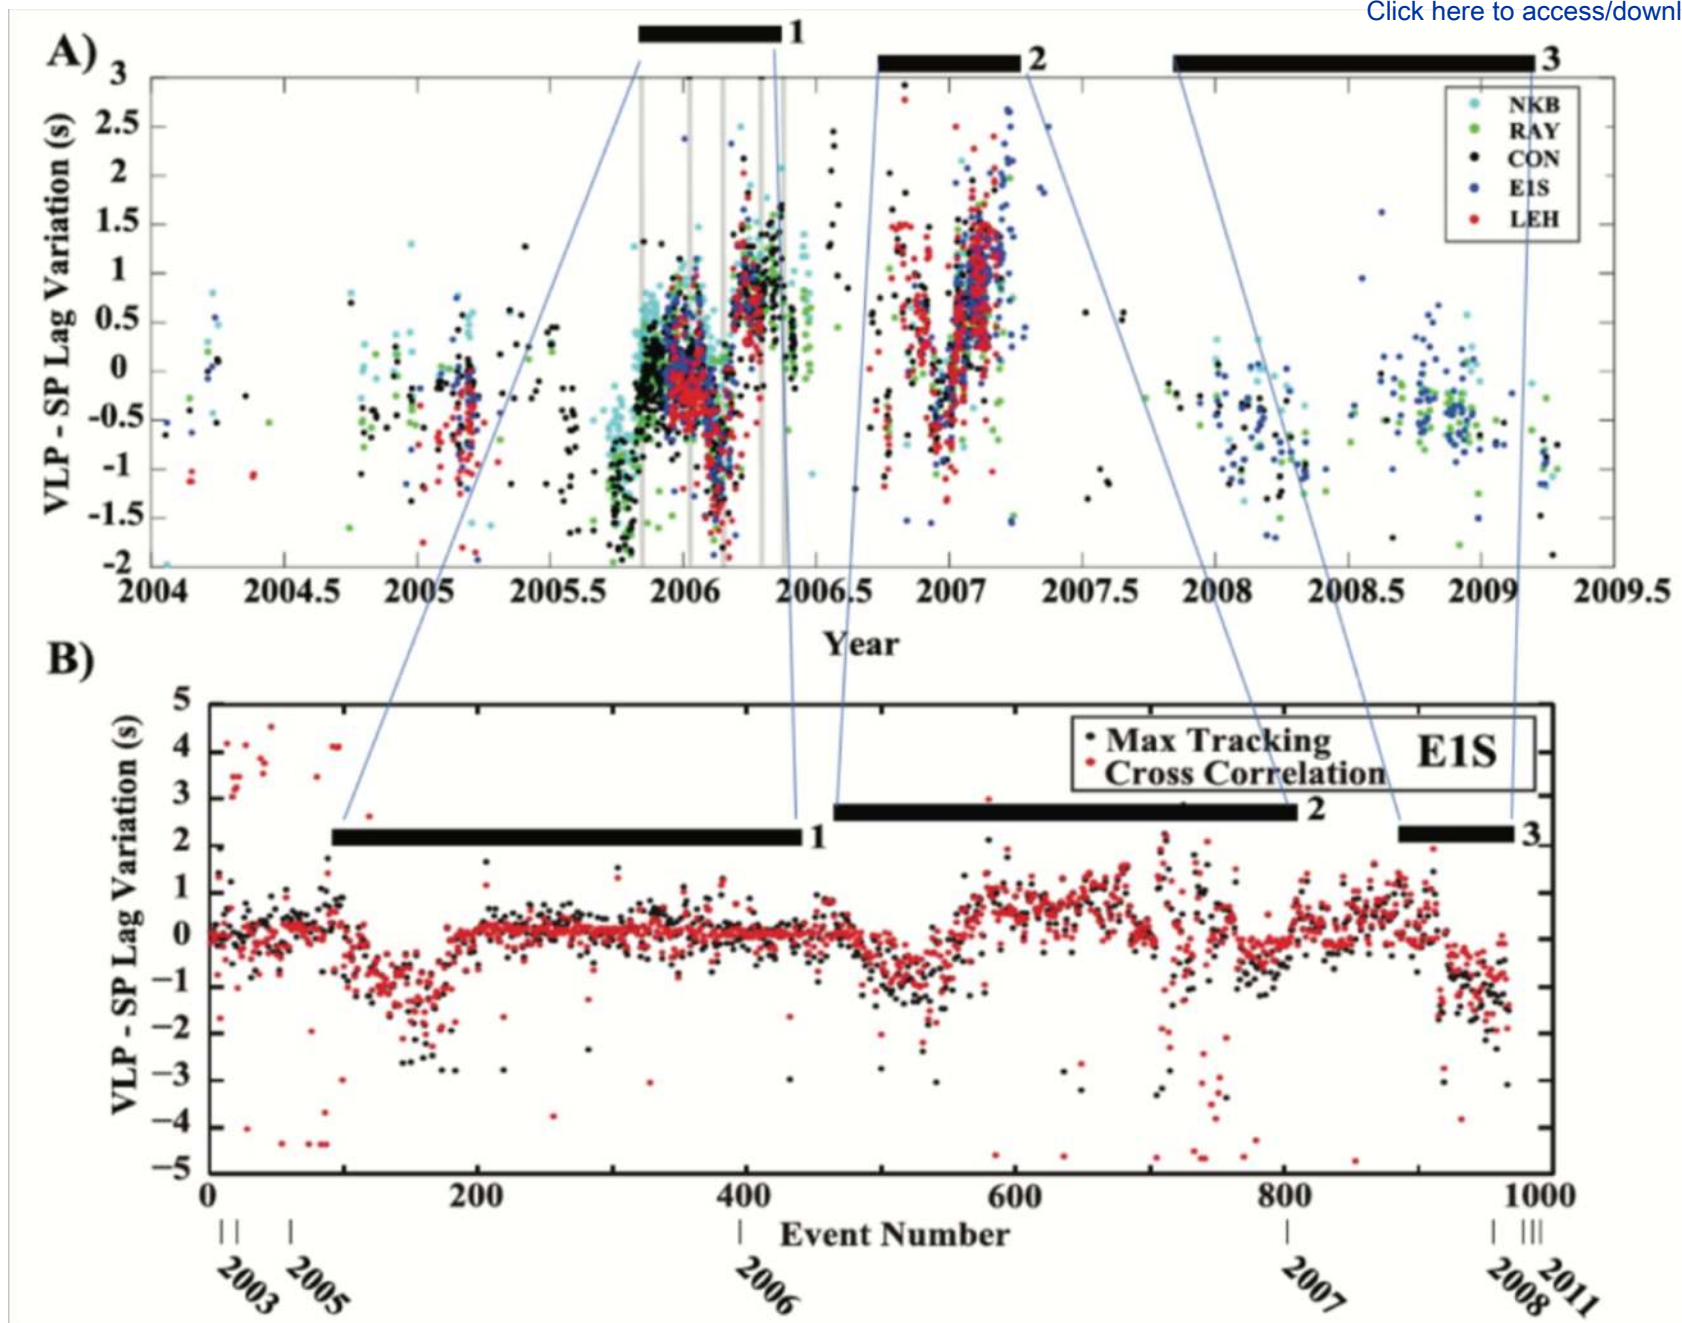 Click here to access/downl
A)
1
2
3
3
2.5
2
1.5
1
0.5
0
-0.5
-1
-1.5
-2
VLP - SP Lag Variation (s)
NKB
RAY
CON
E1S
LEH
2004 2004.5 2005 2005.5 2006 2006.5 2007 2007.5 2008 2008.5 2009 2009.5
Year
B)
5
4
3
2
1
0
−1
−2
−3
−4
−5
VLP - SP Lag Variation (s)
Max Tracking
Cross Correlation
E1S
1
2
3
0 200 400 600 800 1000
Event Number
2003 2005 2006 2007 2008 2011